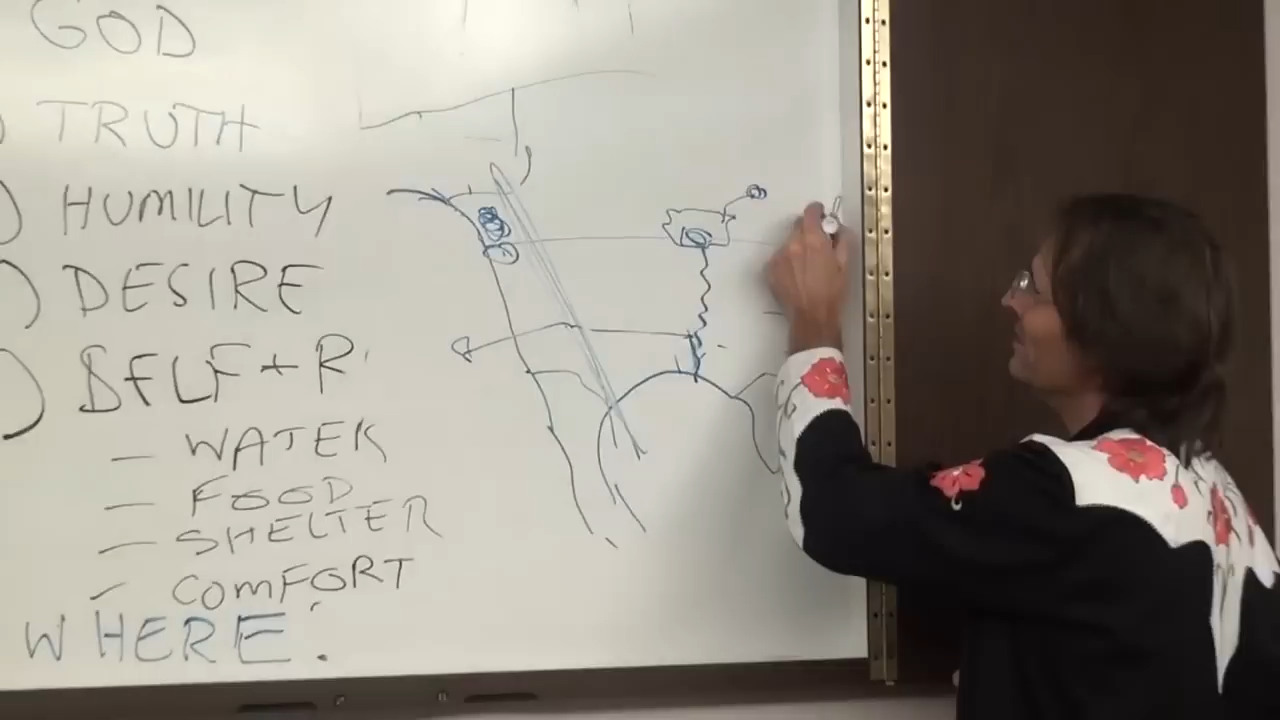 GOD
) TRUTH
) HUMILITY
) DESIRE
) SELF + R
— WATER
— FOOD
— SHELTER
— COMFORT
WHERE.